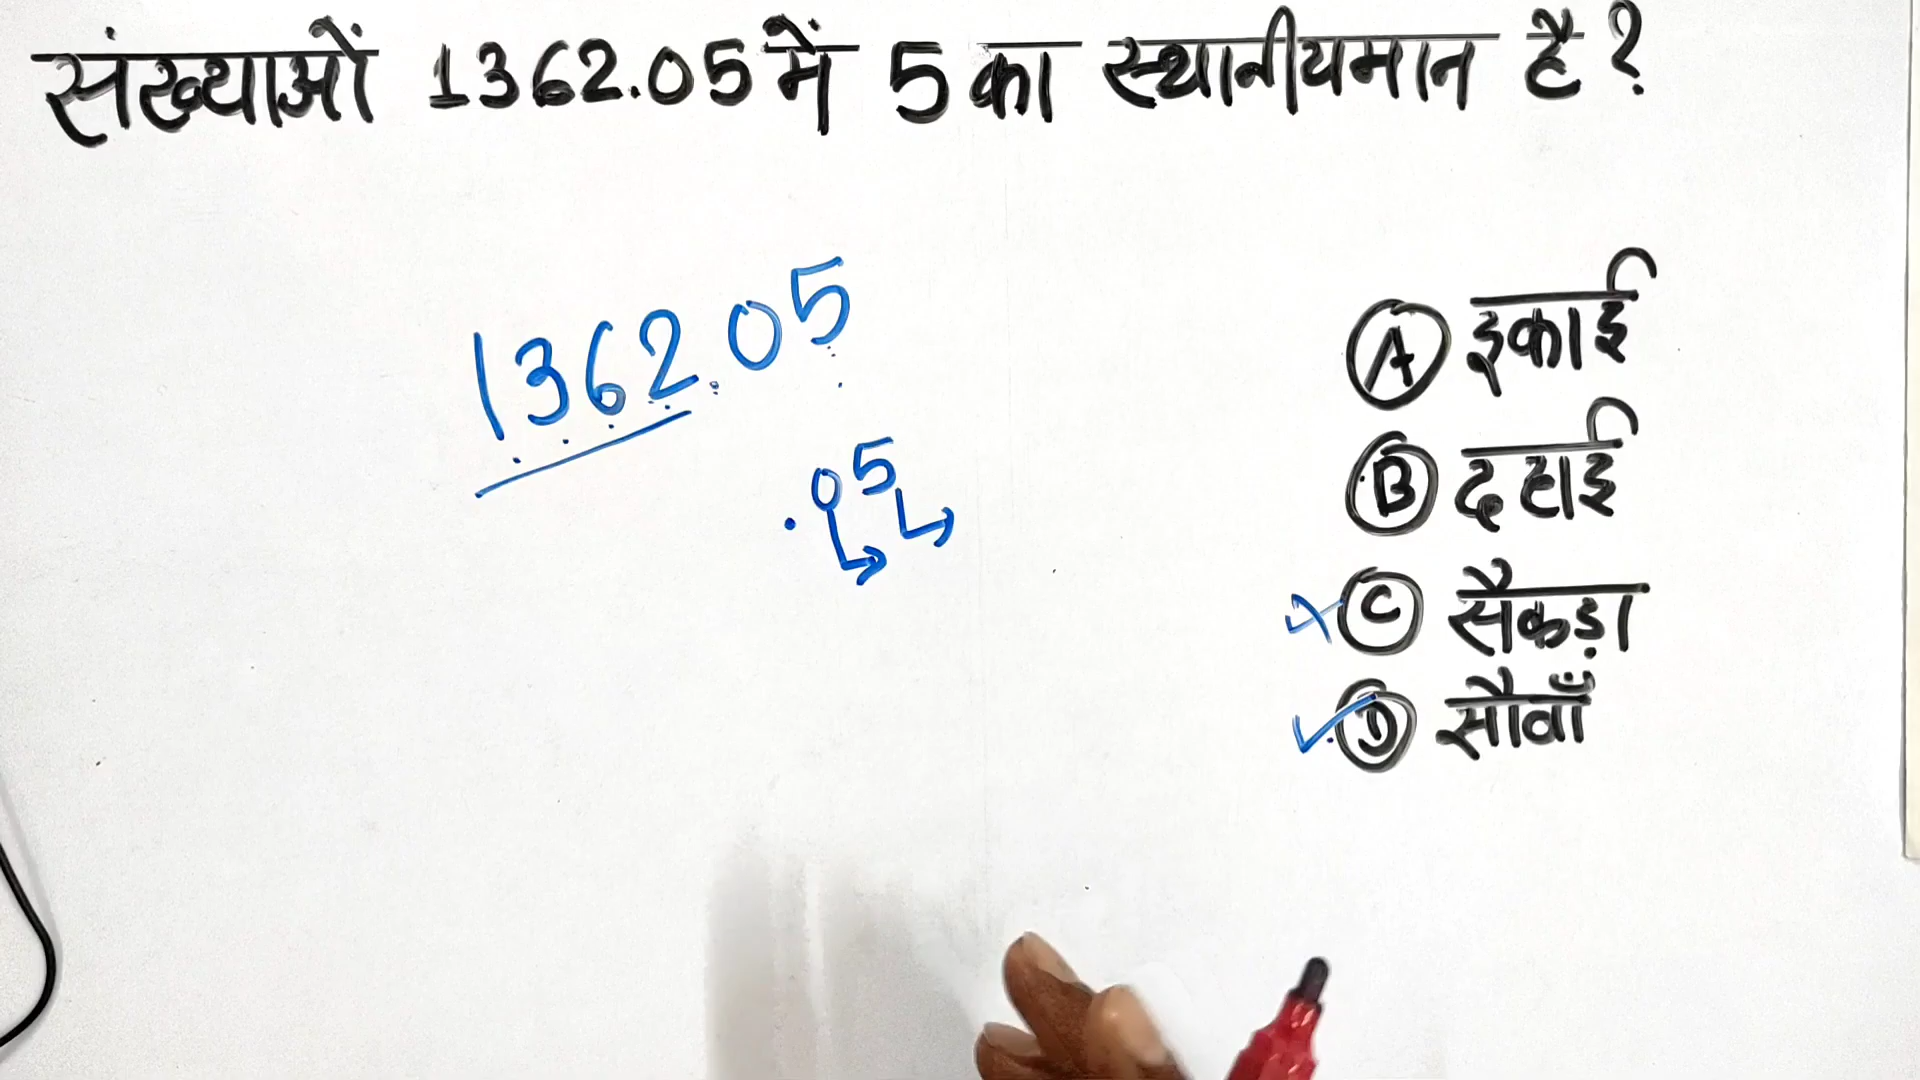 संख्याओं 1362.05 में 5 का स्थानीयमान है ?
1362.05
.05
A इकाई
B दहाई
C सैकड़ा
D सौवाँ